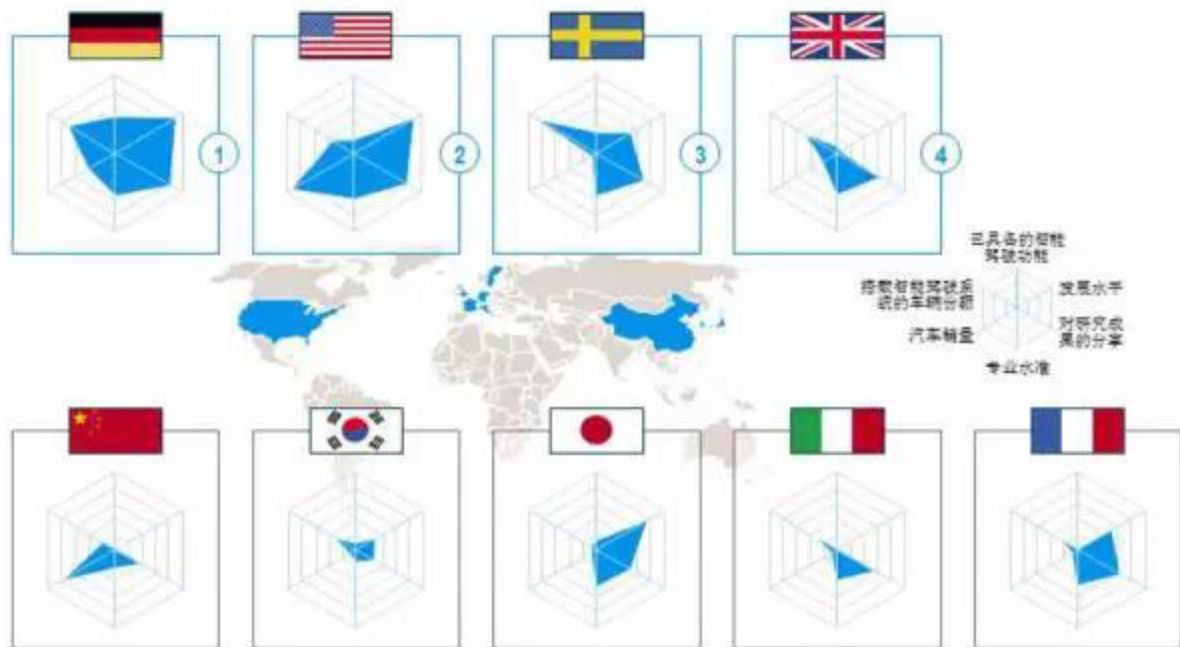 1
2
3
4
已具备的智能
驾驶功能
搭载智能驾驶系
统的车辆份额
发展水平
汽车销量
对研究成
果的分享
专业水准